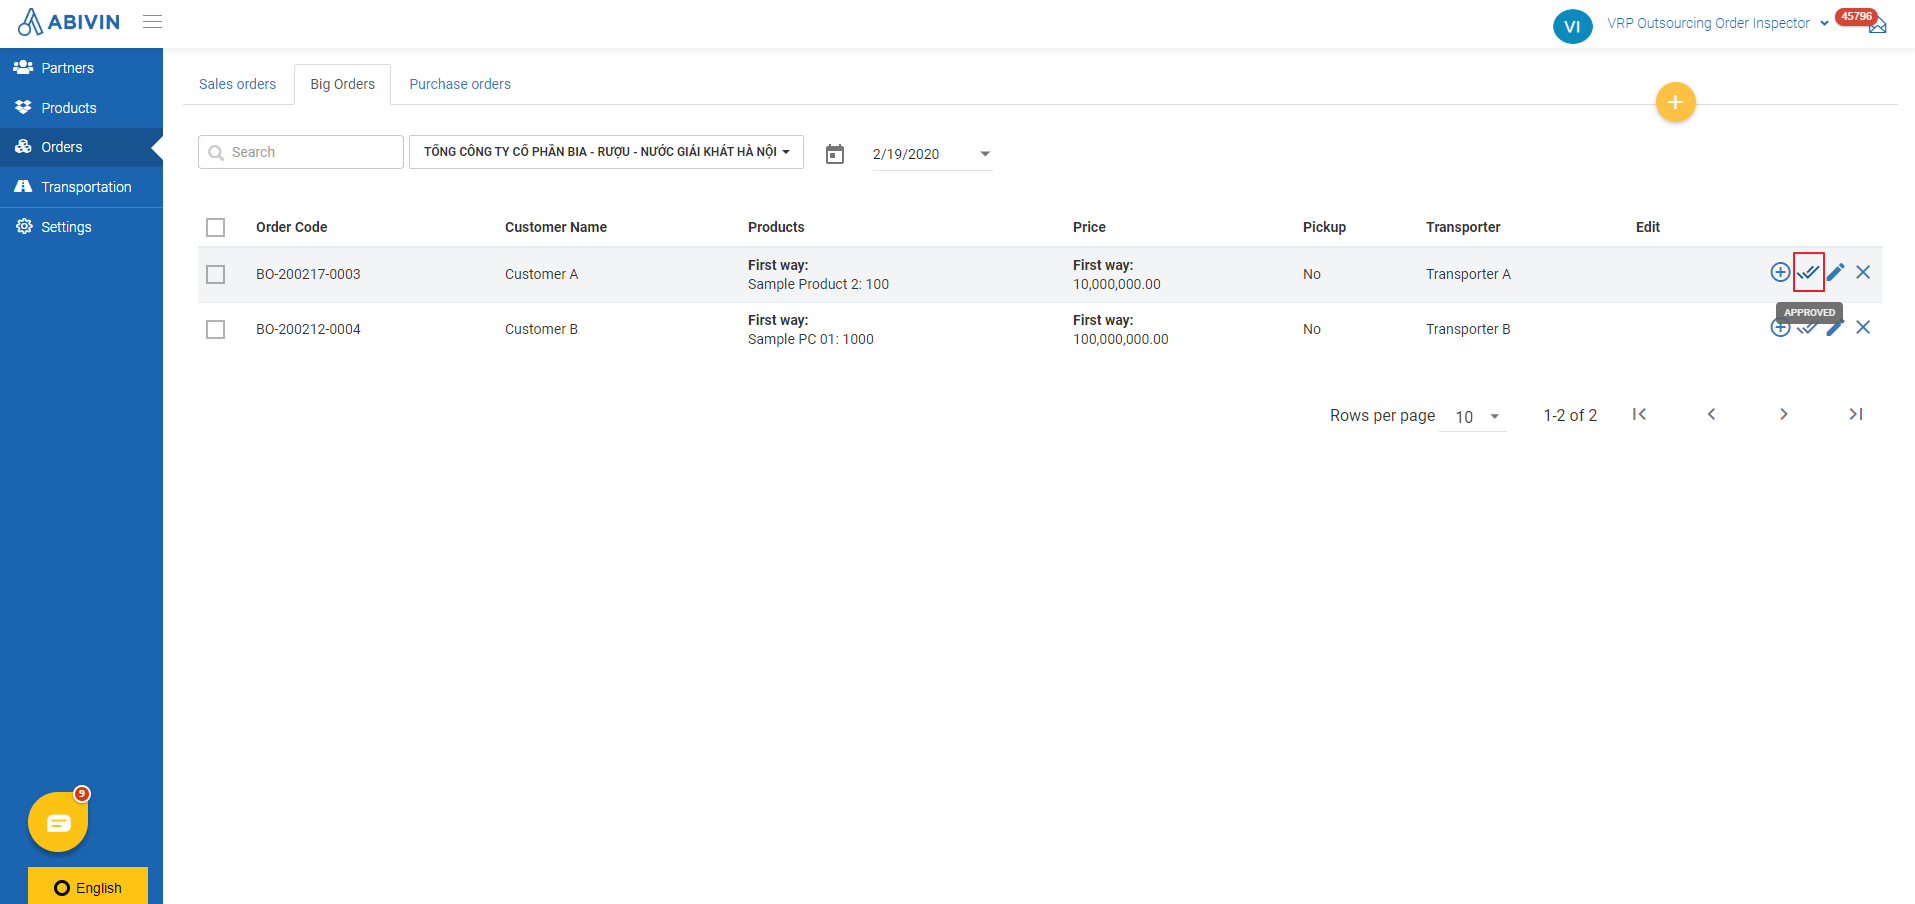 ABIVIN
VI
VRP Outsourcing Order Inspector
45796
Partners
Products
Orders
Transportation
Settings
Sales orders
Big Orders
Purchase orders
+
Search
TỔNG CÔNG TY CỔ PHẦN BIA - RƯỢU - NƯỚC GIẢI KHÁT HÀ NỘI
2/19/2020
Order Code Customer Name Products Price Pickup Transporter Edit
BO-200217-0003 Customer A First way: 10,000,000.00 No Transporter A
First way:
Sample Product 2: 100
APPROVED
BO-200212-0004 Customer B First way: First way: No Transporter B
Sample PC 01: 1000 100,000,000.00
Rows per page 10 1-2 of 2
9
English